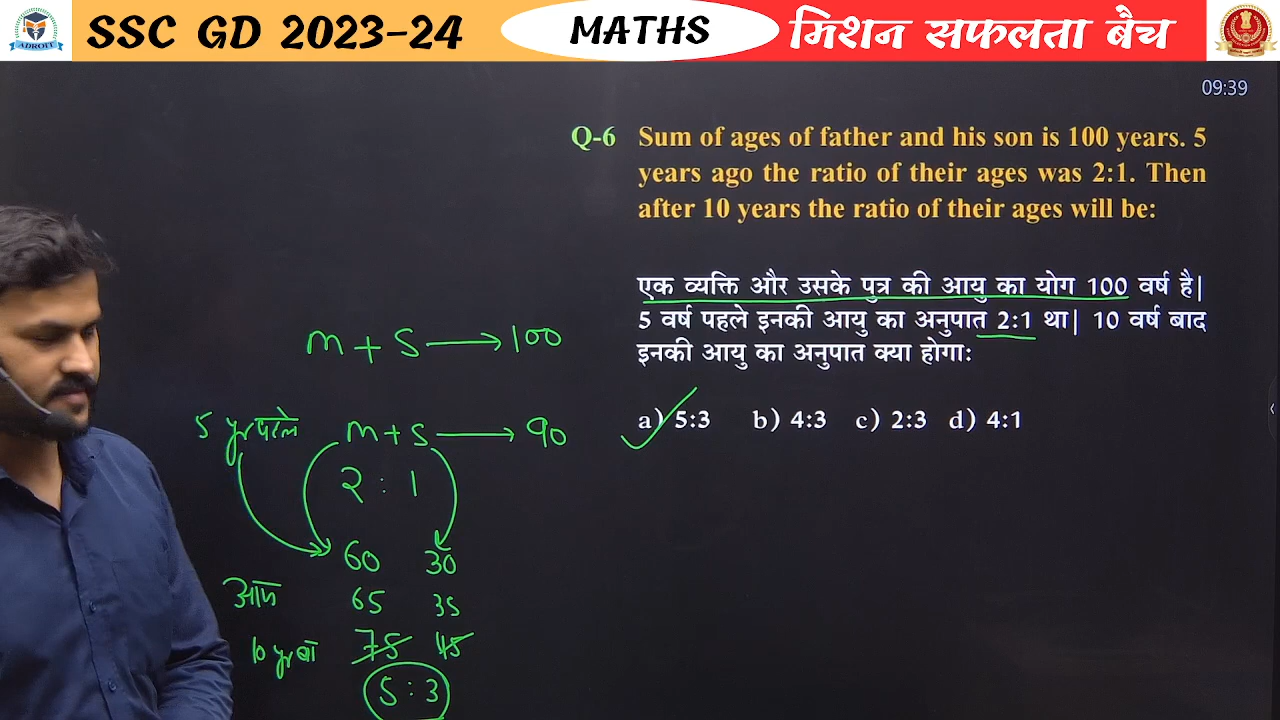 ADROIT
SSC GD 2023-24
MATHS
मिशन सफलता बैच
09:39
Q-6 Sum of ages of father and his son is 100 years. 5
years ago the ratio of their ages was 2:1. Then
after 10 years the ratio of their ages will be:
एक व्यक्ति और उसके पुत्र की आयु का योग 100 वर्ष है|
5 वर्ष पहले इनकी आयु का अनुपात 2:1 था| 10 वर्ष बाद
इनकी आयु का अनुपात क्या होगा:
a) 5:3 b) 4:3 c) 2:3 d) 4:1
m + S → 100
5 yr पहले m + S → 90
2 : 1
60 30
आज 65 35
10 yr बा 75 45
5 : 3